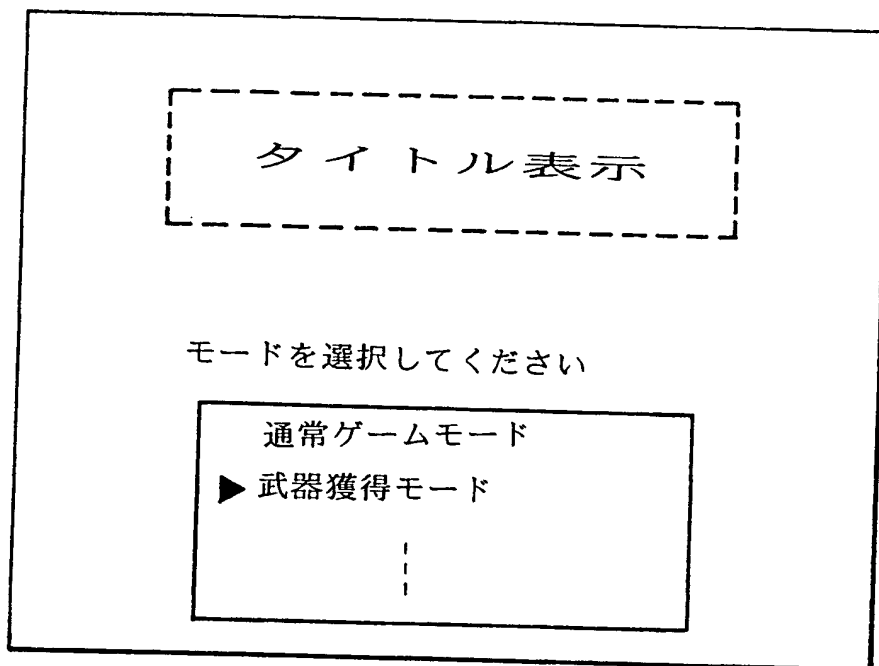 タイトル表示
モードを選択してください
通常ゲームモード
▶武器獲得モード